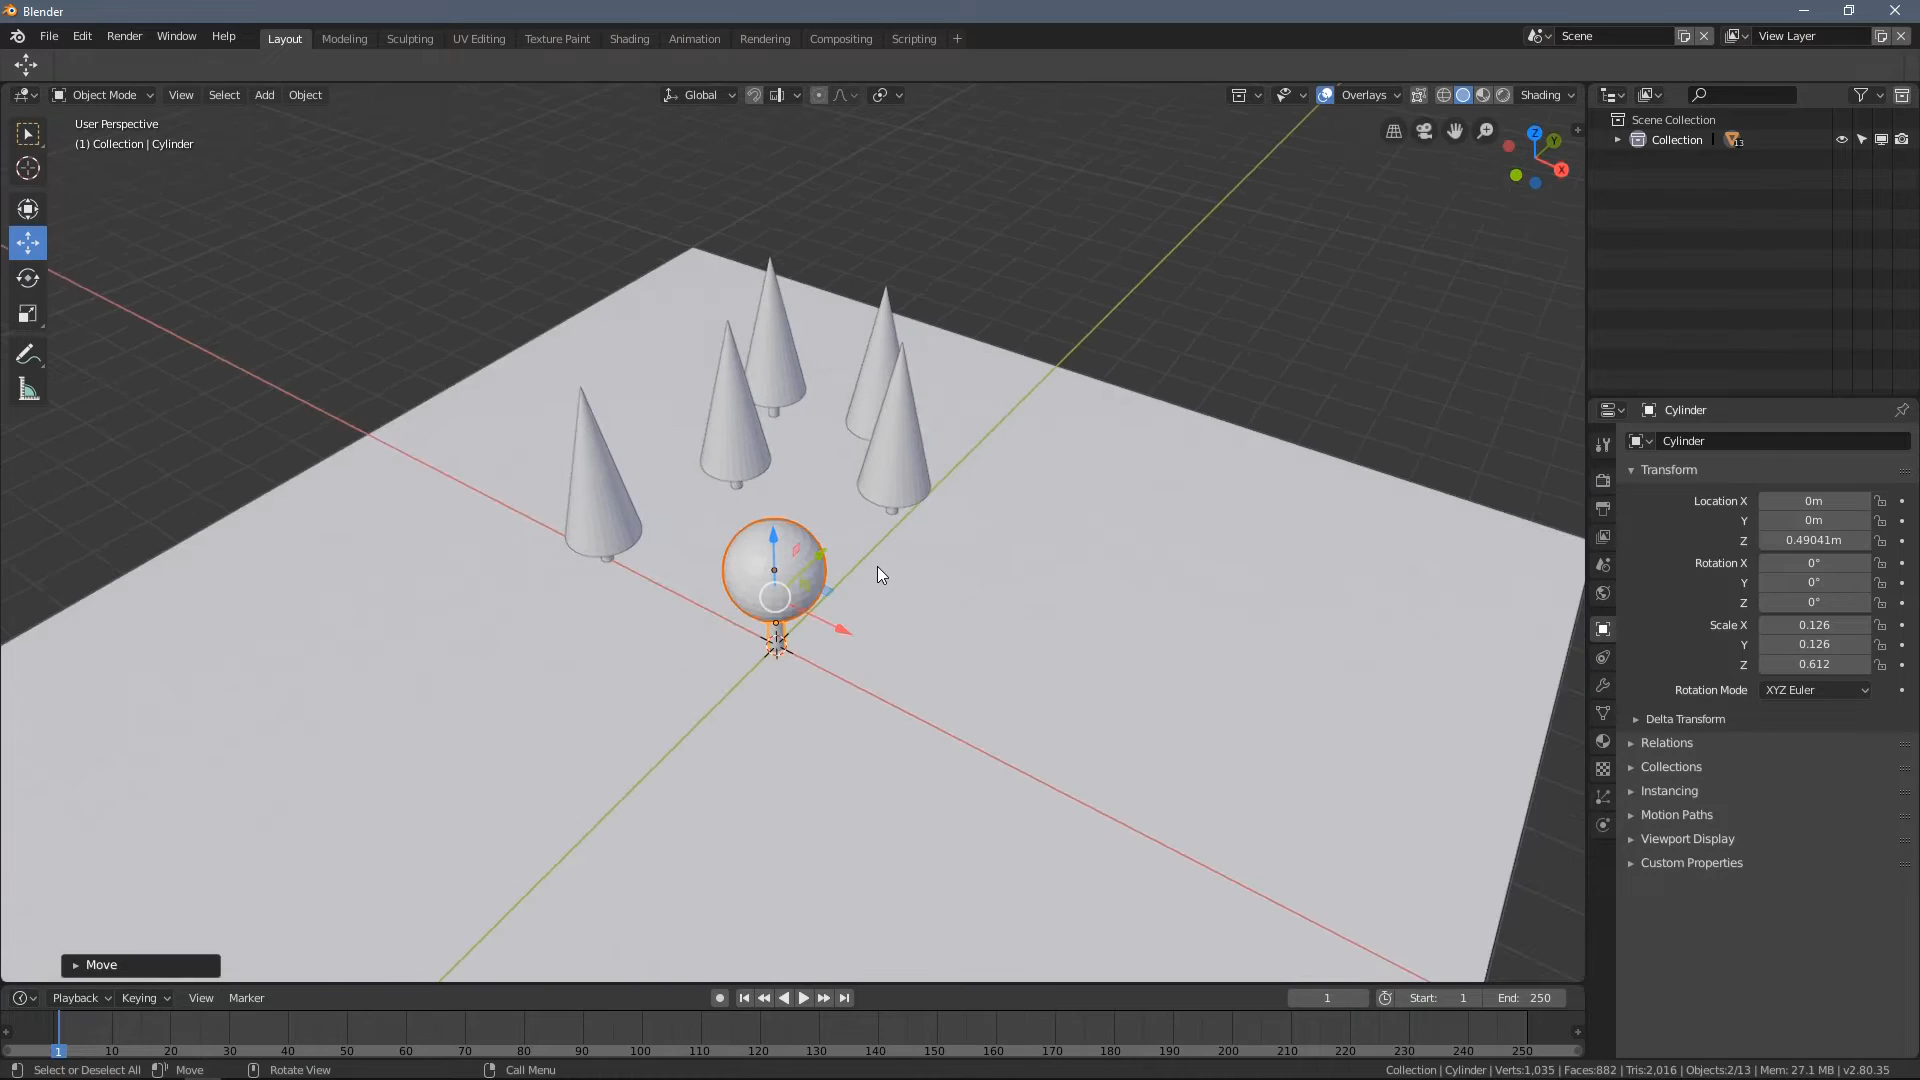 Blender
File Edit Render Window Help Layout Modeling Sculpting UV Editing Texture Paint Shading Animation Rendering Compositing Scripting + Scene View Layer
Object Mode View Select Add Object Global Overlays Shading
User Perspective
(1) Collection | Cylinder
Z
Y
X
Scene Collection
Collection 13
Cylinder
Cylinder
Transform
Location X 0m
Y 0m
Z 0.49041m
Rotation X 0°
Y 0°
Z 0°
Scale X 0.126
Y 0.126
Z 0.612
Rotation Mode XYZ Euler
Delta Transform
Relations
Collections
Instancing
Motion Paths
Viewport Display
Custom Properties
Move
Playback Keying View Marker 1 Start: 1 End: 250
1 10 20 30 40 50 60 70 80 90 100 110 120 130 140 150 160 170 180 190 200 210 220 230 240 250
Select or Deselect All Move Rotate View Call Menu Collection | Cylinder | Verts:1,035 | Faces:882 | Tris:2,016 | Objects:2/13 | Mem: 27.1 MB | v2.80.35